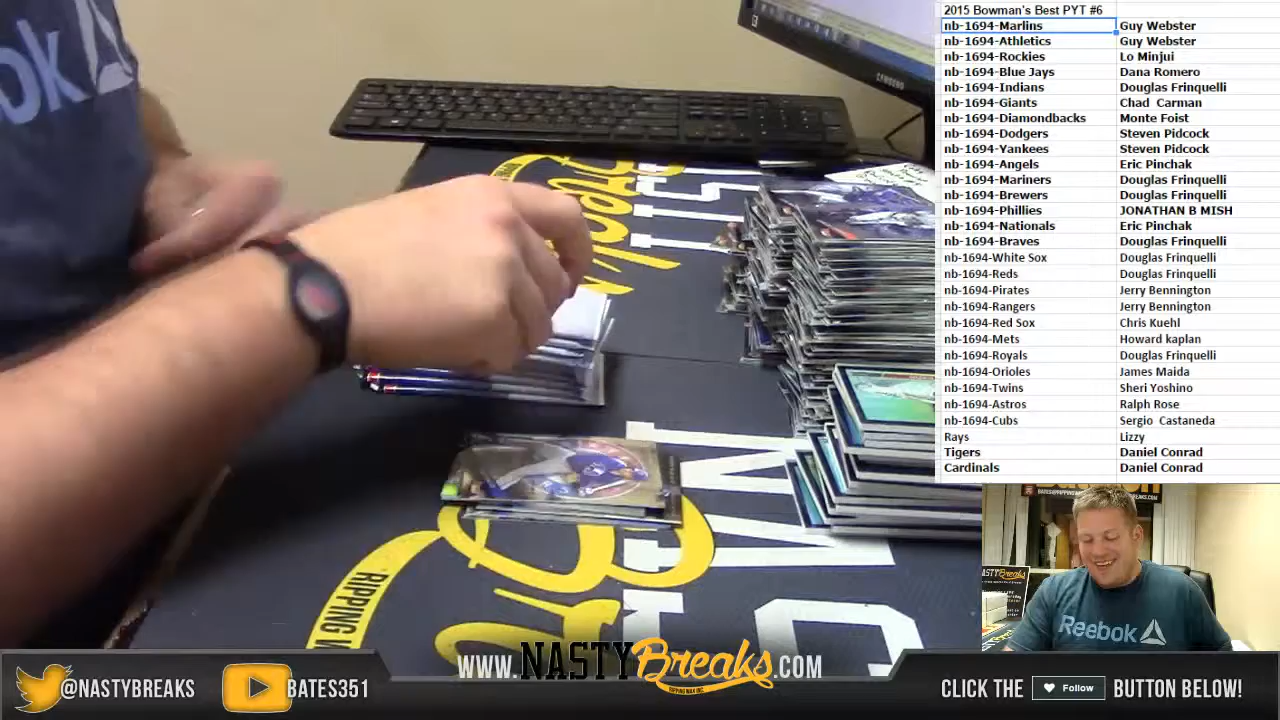 2015 Bowman's Best PYT #6
nb-1694-Marlins Guy Webster
nb-1694-Athletics Guy Webster
nb-1694-Rockies Lo Minjui
nb-1694-Blue Jays Dana Romero
nb-1694-Indians Douglas Frinquelli
nb-1694-Giants Chad Carman
nb-1694-Diamondbacks Monte Foist
nb-1694-Dodgers Steven Pidcock
nb-1694-Yankees Steven Pidcock
nb-1694-Angels Eric Pinchak
nb-1694-Mariners Douglas Frinquelli
nb-1694-Brewers Douglas Frinquelli
nb-1694-Phillies JONATHAN B MISH
nb-1694-Nationals Eric Pinchak
nb-1694-Braves Douglas Frinquelli
nb-1694-White Sox Douglas Frinquelli
nb-1694-Reds Douglas Frinquelli
nb-1694-Pirates Jerry Bennington
nb-1694-Rangers Jerry Bennington
nb-1694-Red Sox Chris Kuehl
nb-1694-Mets Howard kaplan
nb-1694-Royals Douglas Frinquelli
nb-1694-Orioles James Maida
nb-1694-Twins Sheri Yoshino
nb-1694-Astros Ralph Rose
nb-1694-Cubs Sergio Castaneda
Rays Lizzy
Tigers Daniel Conrad
Cardinals Daniel Conrad
SAMSUNG
RIPPING
NASTYBreaks
Reebok
@NASTYBREAKS
BATES351
WWW.NASTYBreaks.COM
RIPPING WAX INC.
CLICK THE Follow BUTTON BELOW!